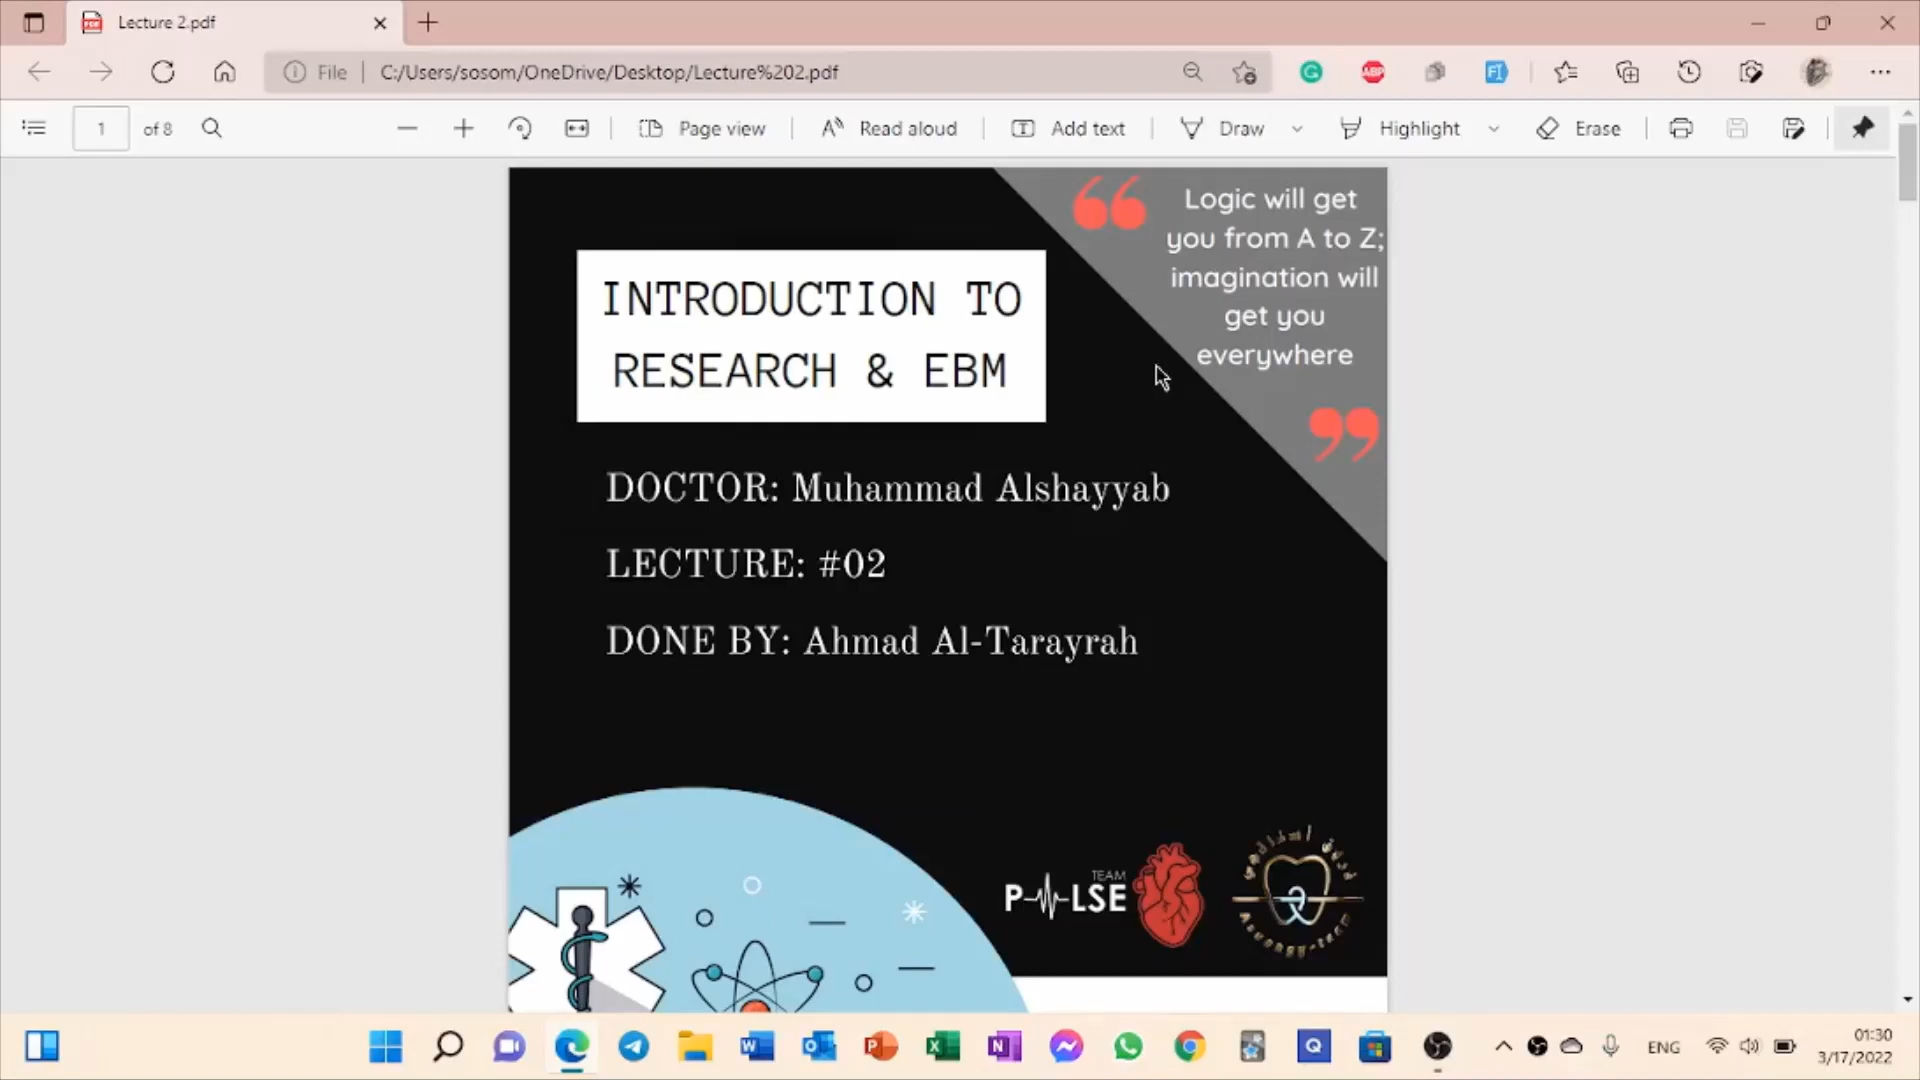 Lecture 2.pdf
File
C:/Users/sosom/OneDrive/Desktop/Lecture%202.pdf
ABP
1 of 8
Page view
Read aloud
Add text
Draw
Highlight
Erase
Logic will get
you from A to Z;
imagination will
get you
everywhere
INTRODUCTION TO
RESEARCH & EBM
DOCTOR: Muhammad Alshayyab
LECTURE: #02
DONE BY: Ahmad Al-Tarayrah
TEAM
P LSE
ENG
01:30
3/17/2022